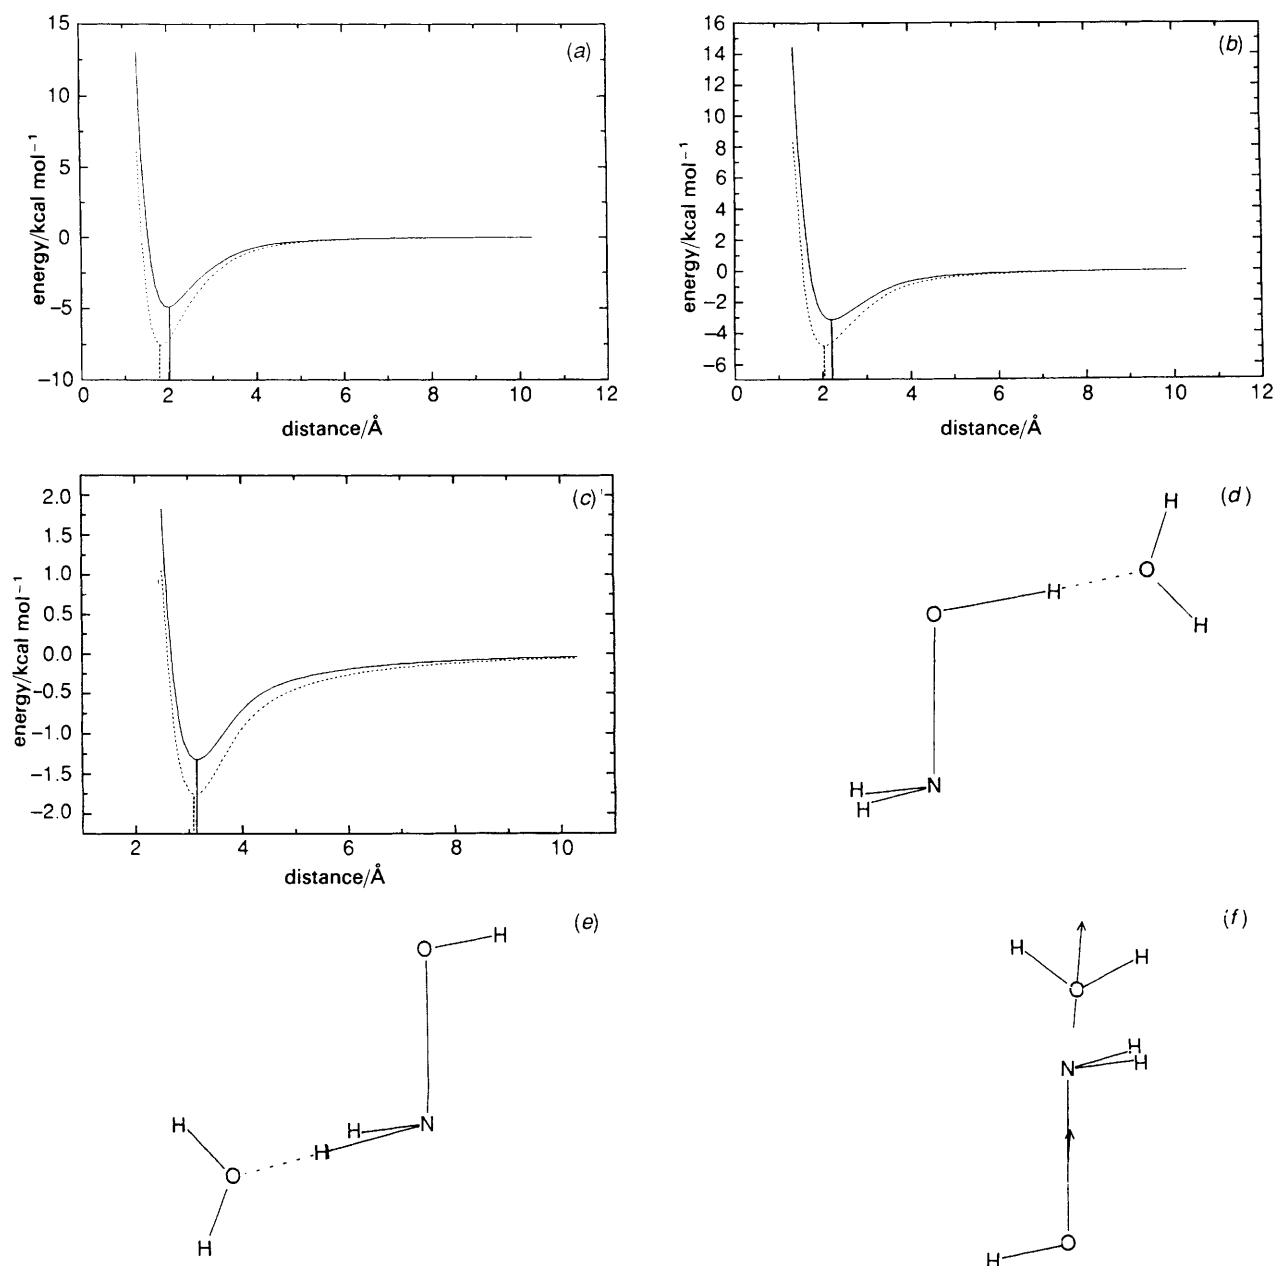 (a)
15
10
5
0
−5
−10
energy/kcal mol−1
0 2 4 6 8 10 12
distance/Å
(b)
16
14
12
10
8
6
4
2
0
−2
−4
−6
energy/kcal mol−1
0 2 4 6 8 10 12
distance/Å
(c)
2.0
1.5
1.0
0.5
0.0
−0.5
−1.0
−1.5
−2.0
energy/kcal mol−1
2 4 6 8 10
distance/Å
(d)
H
O
H
H
O
H
H
N
(e)
O
H
H
H
N
H
O
H
(f)
H
H
O
H
N
H
O
H